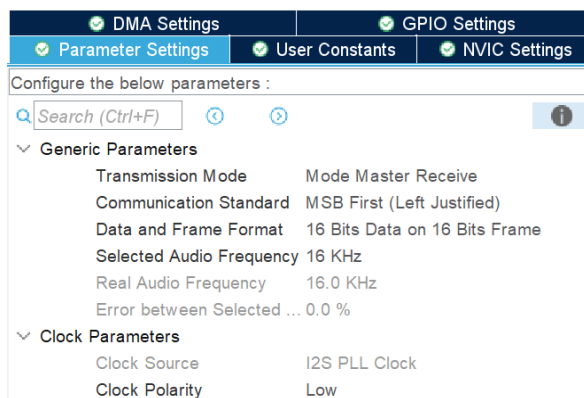 DMA Settings GPIO Settings
Parameter Settings User Constants NVIC Settings
Configure the below parameters :
Search (Ctrl+F)
Generic Parameters
Transmission Mode Mode Master Receive
Communication Standard MSB First (Left Justified)
Data and Frame Format 16 Bits Data on 16 Bits Frame
Selected Audio Frequency 16 KHz
Real Audio Frequency 16.0 KHz
Error between Selected ... 0.0 %
Clock Parameters
Clock Source I2S PLL Clock
Clock Polarity Low